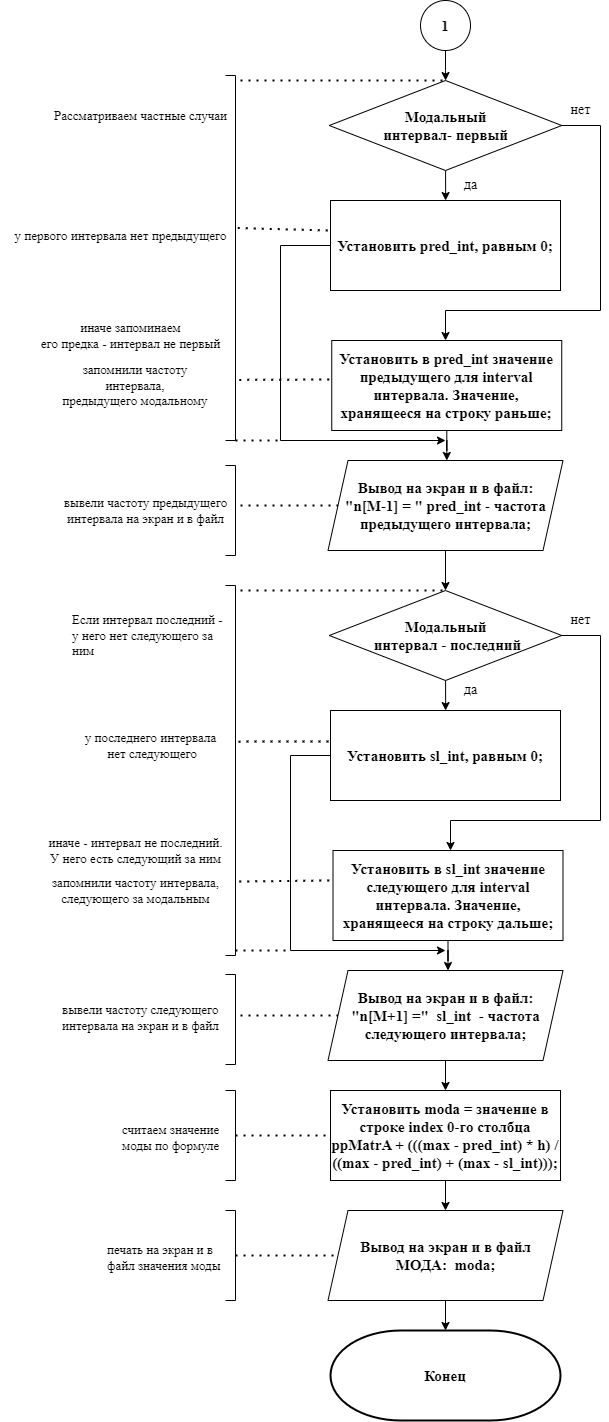 1
Рассматриваем частные случаи
Модальный
интервал- первый
нет
да
у первого интервала нет предыдущего
Установить pred_int, равным 0;
иначе запоминаем
его предка - интервал не первый
запомнили частоту
интервала,
предыдущего модальному
Установить в pred_int значение
предыдущего для interval
интервала. Значение,
хранящееся на строку раньше;
вывели частоту предыдущего
интервала на экран и в файл
Вывод на экран и в файл:
"n[M-1] = " pred_int - частота
предыдущего интервала;
Если интервал последний -
у него нет следующего за
ним
Модальный
интервал - последний
нет
да
у последнего интервала
нет следующего
Установить sl_int, равным 0;
иначе - интервал не последний.
У него есть следующий за ним
запомнили частоту интервала,
следующего за модальным
Установить в sl_int значение
следующего для interval
интервала. Значение,
хранящееся на строку дальше;
вывели частоту следующего
интервала на экран и в файл
Вывод на экран и в файл:
"n[M+1] =" sl_int - частота
следующего интервала;
считаем значение
моды по формуле
Установить moda = значение в
строке index 0-го столбца
ppMatrA + (((max - pred_int) * h) /
((max - pred_int) + (max - sl_int)));
печать на экран и в
файл значения моды
Вывод на экран и в файл
МОДА: moda;
Конец